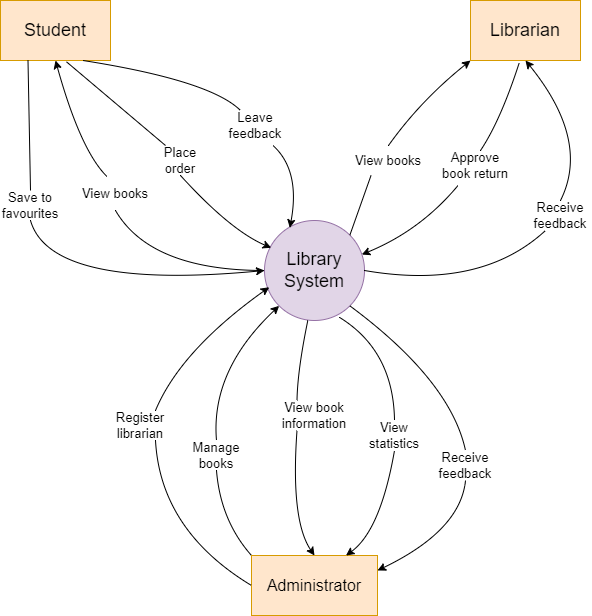 Student
Librarian
Leave
feedback
Place
order
View books
Approve
book return
View books
Save to
favourites
Receive
feedback
Library
System
Register
librarian
View book
information
View
statistics
Manage
books
Receive
feedback
Administrator